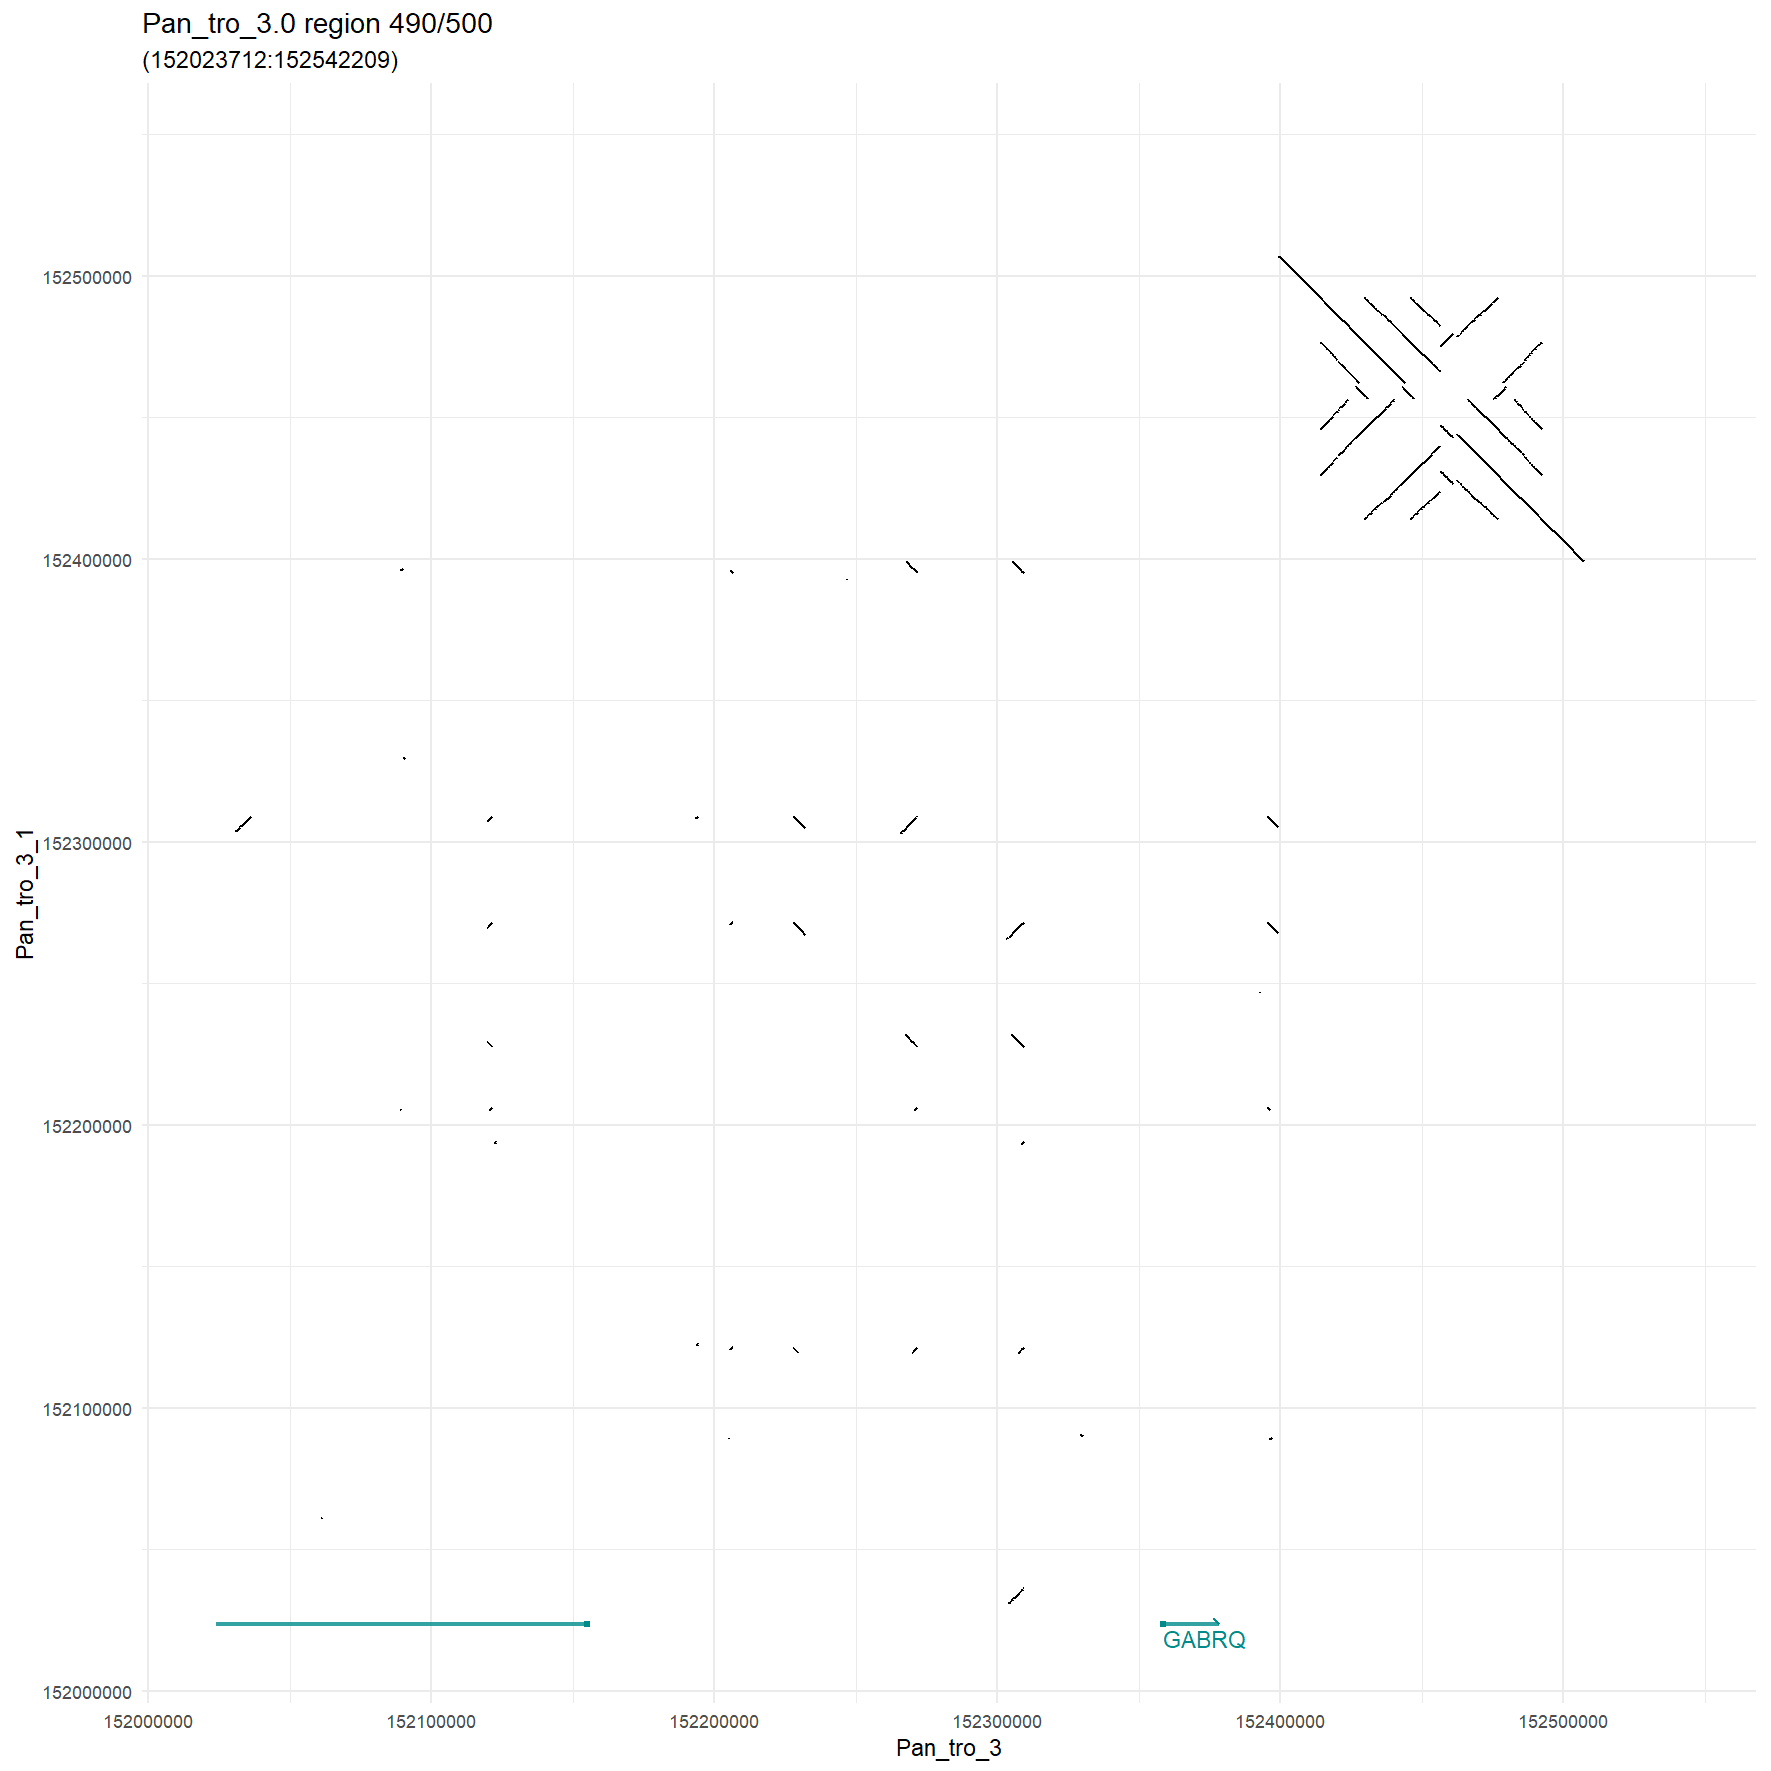 Pan_tro_3.0 region 490/500
(152023712:152542209)
Pan_tro_3_1
152500000
152400000
152300000
152200000
152100000
152000000
GABRQ
152000000 152100000 152200000 152300000 152400000 152500000
Pan_tro_3